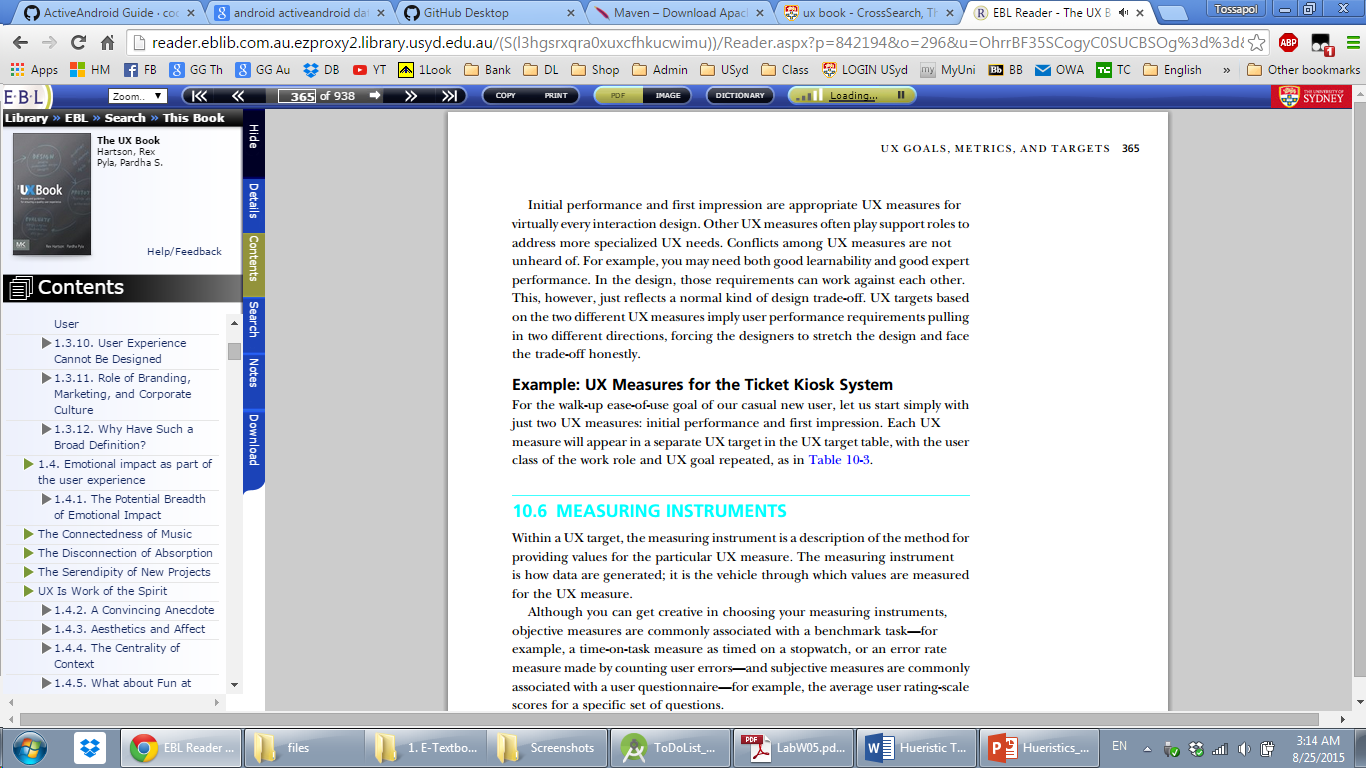 ActiveAndroid Guide · coc
android activeandroid dat
GitHub Desktop
Maven – Download Apac
ux book - CrossSearch, Th
EBL Reader - The UX B
Tossapol
reader.eblib.com.au.ezproxy2.library.usyd.edu.au/(S(l3hgsrxqra0xuxcfhkucwimu))/Reader.aspx?p=842194&o=296&u=OhrrBF35SCogyC0SUCBSOg%3d%3d&
ABP
1
Apps
HM
FB
GG Th
GG Au
DB
YT
1Look
Bank
DL
Shop
Admin
USyd
Class
LOGIN USyd
my MyUni
Bb BB
OWA
TC TC
English
»
Other bookmarks
E·B·L
Zoom..
365 of 938
COPY PRINT
PDF IMAGE
DICTIONARY
Loading...
THE UNIVERSITY OF
SYDNEY
Library » EBL » Search » This Book
The UX Book
Hartson, Rex
Pyla, Pardha S.
UX Book
MK
Rex Hartson Pardha Pyla
Help/Feedback
Contents
User
1.3.10. User Experience
Cannot Be Designed
1.3.11. Role of Branding,
Marketing, and Corporate
Culture
1.3.12. Why Have Such a
Broad Definition?
1.4. Emotional impact as part of
the user experience
1.4.1. The Potential Breadth
of Emotional Impact
The Connectedness of Music
The Disconnection of Absorption
The Serendipity of New Projects
UX Is Work of the Spirit
1.4.2. A Convincing Anecdote
1.4.3. Aesthetics and Affect
1.4.4. The Centrality of
Context
1.4.5. What about Fun at
Hide
Details
Contents
Search
Notes
Download
UX GOALS, METRICS, AND TARGETS 365
Initial performance and first impression are appropriate UX measures for
virtually every interaction design. Other UX measures often play support roles to
address more specialized UX needs. Conflicts among UX measures are not
unheard of. For example, you may need both good learnability and good expert
performance. In the design, those requirements can work against each other.
This, however, just reflects a normal kind of design trade-off. UX targets based
on the two different UX measures imply user performance requirements pulling
in two different directions, forcing the designers to stretch the design and face
the trade-off honestly.
Example: UX Measures for the Ticket Kiosk System
For the walk-up ease-of-use goal of our casual new user, let us start simply with
just two UX measures: initial performance and first impression. Each UX
measure will appear in a separate UX target in the UX target table, with the user
class of the work role and UX goal repeated, as in Table 10-3.
10.6 MEASURING INSTRUMENTS
Within a UX target, the measuring instrument is a description of the method for
providing values for the particular UX measure. The measuring instrument
is how data are generated; it is the vehicle through which values are measured
for the UX measure.
Although you can get creative in choosing your measuring instruments,
objective measures are commonly associated with a benchmark task—for
example, a time-on-task measure as timed on a stopwatch, or an error rate
measure made by counting user errors—and subjective measures are commonly
associated with a user questionnaire—for example, the average user rating-scale
scores for a specific set of questions.
EBL Reader ...
files
1. E-Textbo...
Screenshots
ToDoList_...
PDF
LabW05.pd...
Hueristic T...
Hueristics_...
EN
3:14 AM
8/25/2015